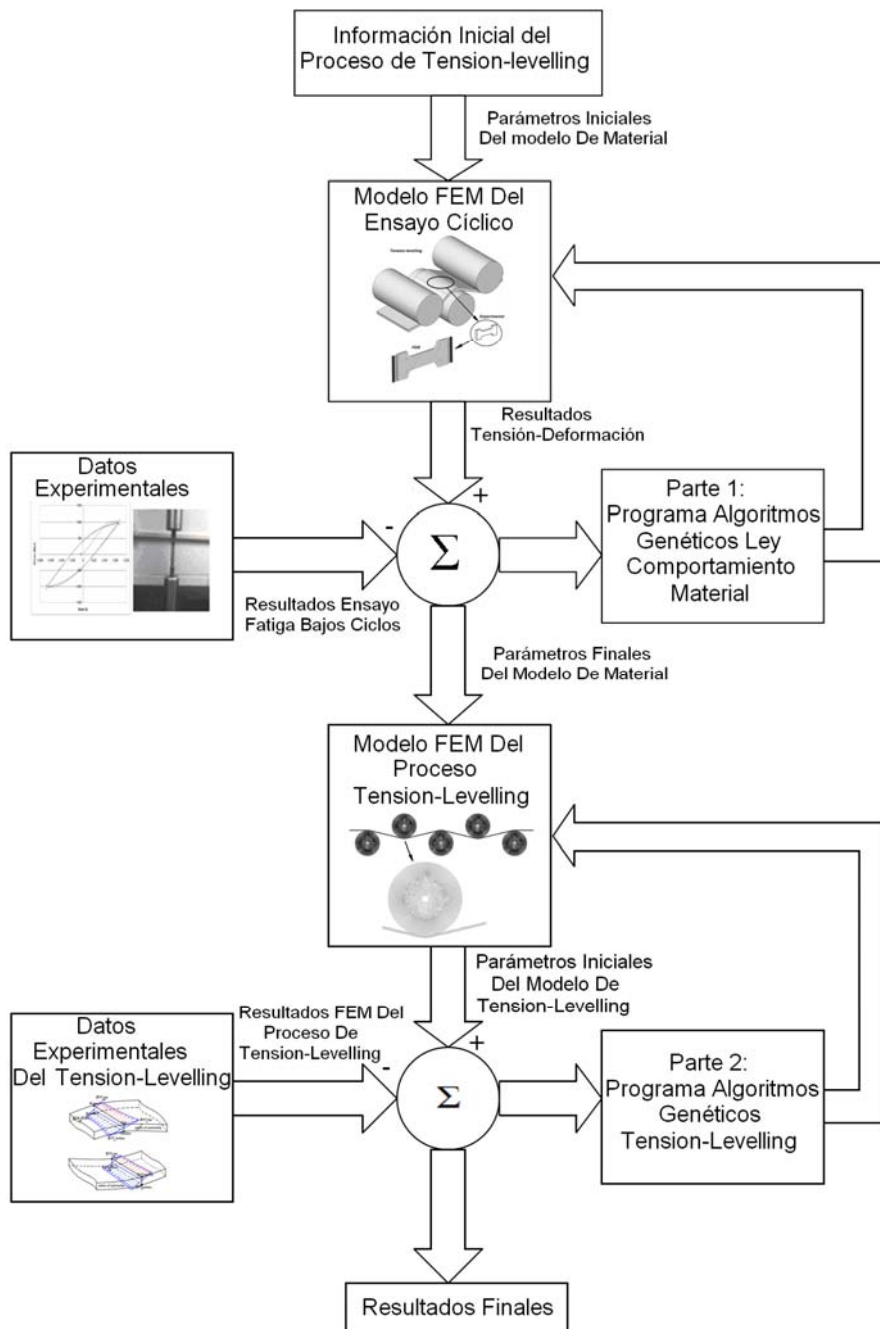 Información Inicial del
Proceso de Tension-levelling
Parámetros Iniciales
Del modelo De Material
Modelo FEM Del
Ensayo Cíclico
Tension-levelling
Experimental
FEM
Resultados
Tensión-Deformación
Datos
Experimentales
-
+
Σ
Resultados Ensayo
Fatiga Bajos Ciclos
Parte 1:
Programa Algoritmos
Genéticos Ley
Comportamiento
Material
Parámetros Finales
Del Modelo De Material
Modelo FEM Del
Proceso
Tension-Levelling
Parámetros Iniciales
Del Modelo De
Tension-Levelling
Datos
Experimentales
Del Tension-Levelling
Resultados FEM Del
Proceso De
Tension-Levelling
-
+
Σ
Parte 2:
Programa Algoritmos
Genéticos
Tension-Levelling
Resultados Finales